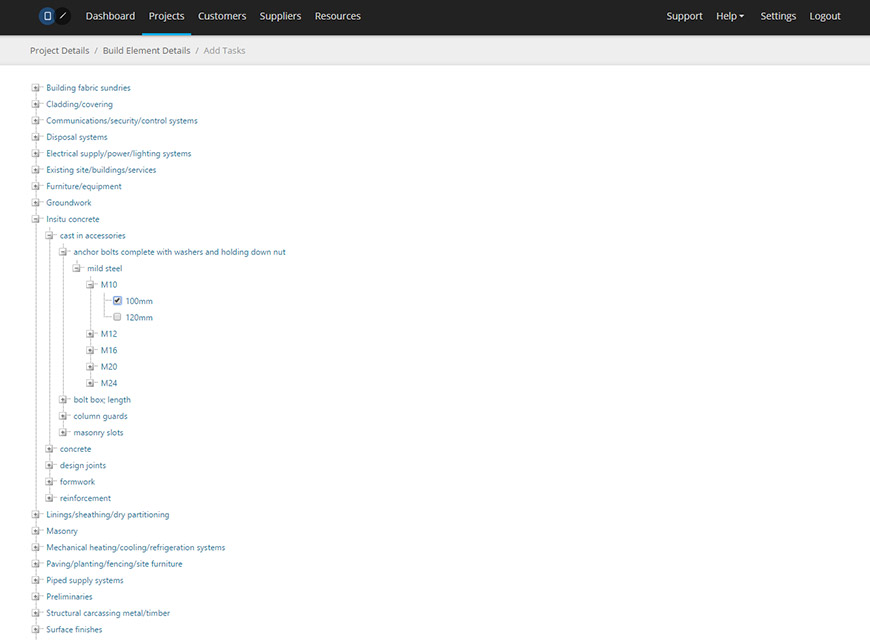 Dashboard Projects Customers Suppliers Resources Support Help Settings Logout
Project Details / Build Element Details / Add Tasks
Building fabric sundries
Cladding/covering
Communications/security/control systems
Disposal systems
Electrical supply/power/lighting systems
Existing site/buildings/services
Furniture/equipment
Groundwork
Insitu concrete
cast in accessories
anchor bolts complete with washers and holding down nut
mild steel
M10
100mm
120mm
M12
M16
M20
M24
bolt box; length
column guards
masonry slots
concrete
design joints
formwork
reinforcement
Linings/sheathing/dry partitioning
Masonry
Mechanical heating/cooling/refrigeration systems
Paving/planting/fencing/site furniture
Piped supply systems
Preliminaries
Structural carcassing metal/timber
Surface finishes